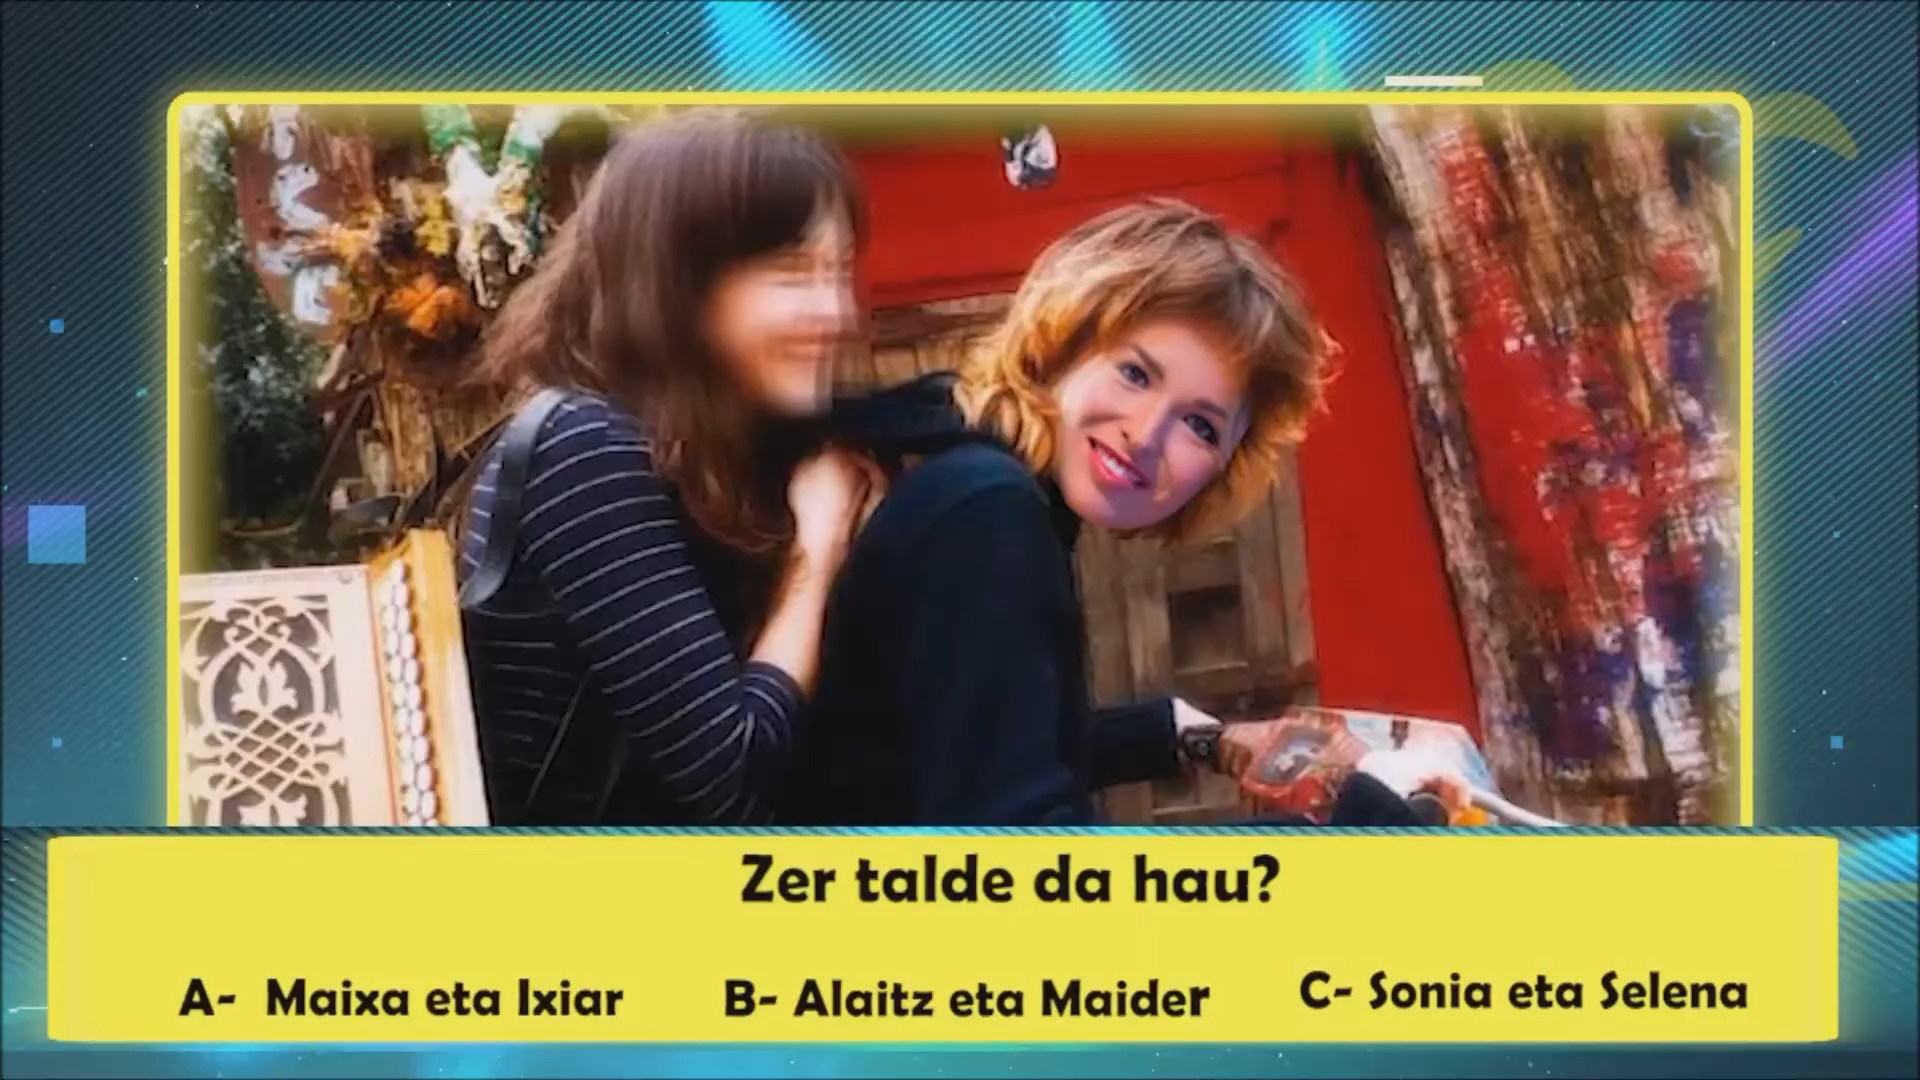 Zer talde da hau?
A- Maixa eta Ixiar
B- Alaitz eta Maider
C- Sonia eta Selena